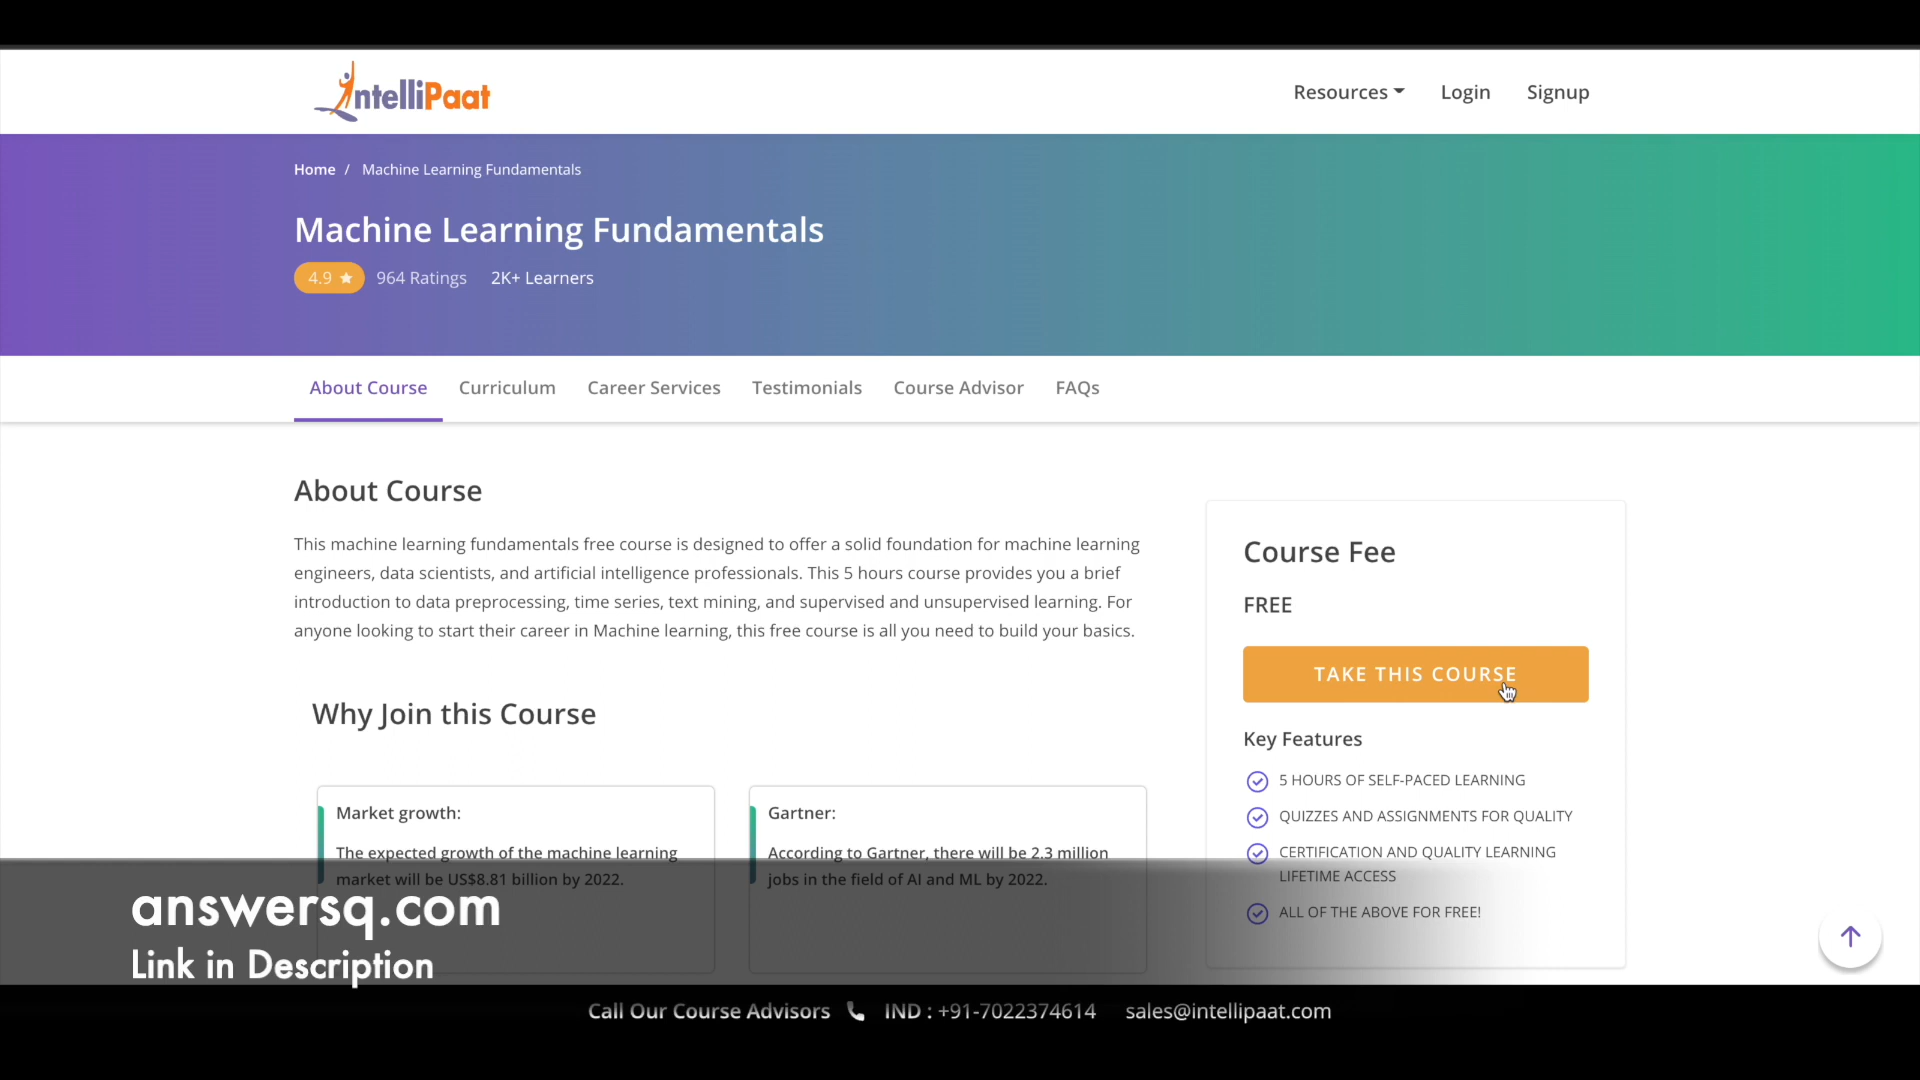 IntelliPaat
Resources
Login
Signup
Home / Machine Learning Fundamentals
Machine Learning Fundamentals
4.9 ★ 964 Ratings 2K+ Learners
About Course
Curriculum
Career Services
Testimonials
Course Advisor
FAQs
About Course
This machine learning fundamentals free course is designed to offer a solid foundation for machine learning
engineers, data scientists, and artificial intelligence professionals. This 5 hours course provides you a brief
introduction to data preprocessing, time series, text mining, and supervised and unsupervised learning. For
anyone looking to start their career in Machine learning, this free course is all you need to build your basics.
Why Join this Course
Market growth:
The expected growth of the machine learning
market will be US$8.81 billion by 2022.
Gartner:
According to Gartner, there will be 2.3 million
jobs in the field of AI and ML by 2022.
Course Fee
FREE
TAKE THIS COURSE
Key Features
5 HOURS OF SELF-PACED LEARNING
QUIZZES AND ASSIGNMENTS FOR QUALITY
CERTIFICATION AND QUALITY LEARNING
LIFETIME ACCESS
ALL OF THE ABOVE FOR FREE!
answersq.com
Link in Description
Call Our Course Advisors IND : +91-7022374614 sales@intellipaat.com